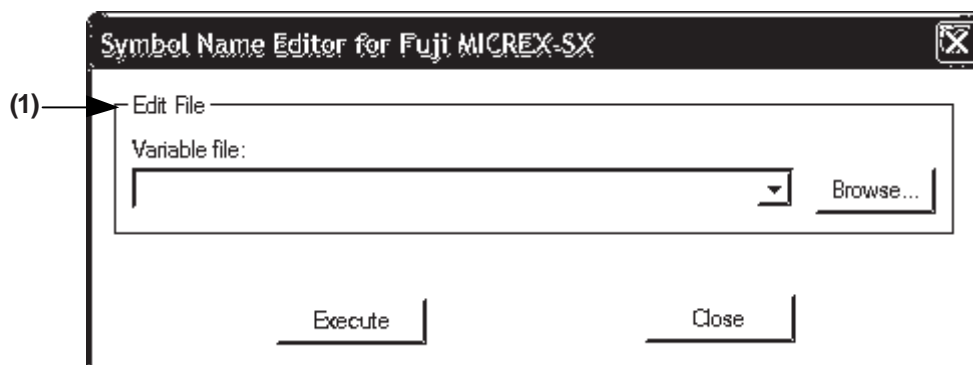 Symbol Name Editor for Fuji MICREX-SX
(1)
Edit File
Variable file:
Browse...
Execute
Close